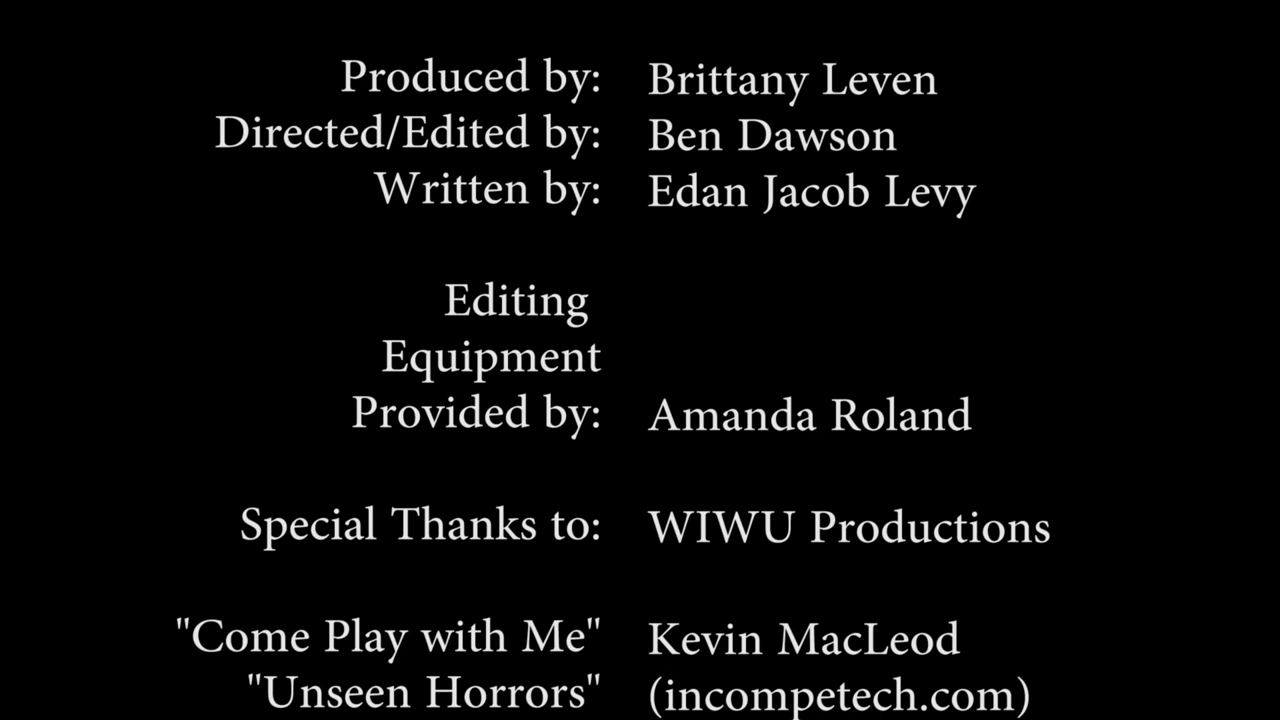 Produced by: Brittany Leven
Directed/Edited by: Ben Dawson
Written by: Edan Jacob Levy
Editing
Equipment
Provided by: Amanda Roland
Special Thanks to: WIWU Productions
"Come Play with Me" Kevin MacLeod
"Unseen Horrors" (incompetech.com)